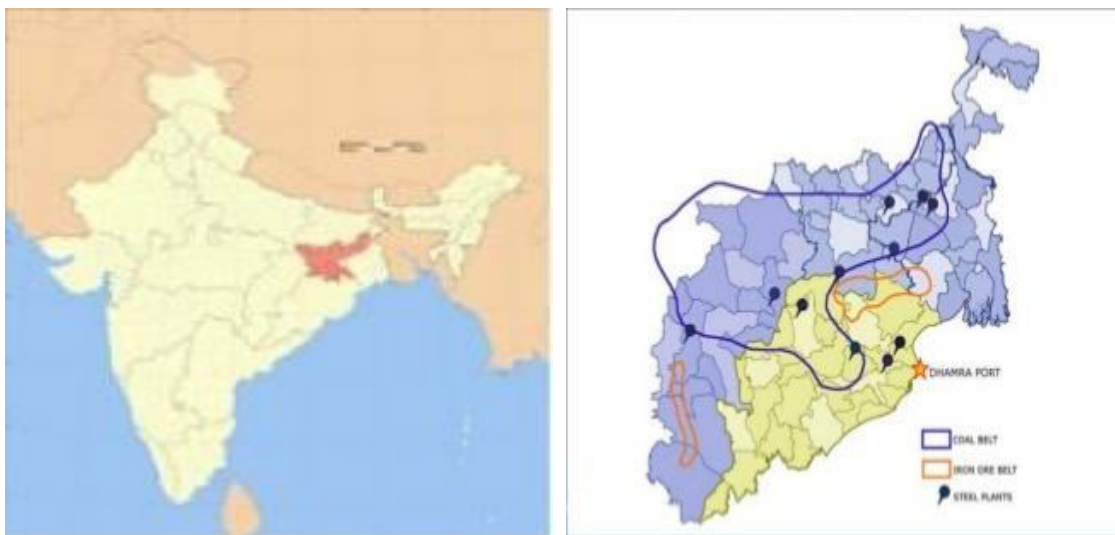 DHAMRA PORT
COAL BELT
IRON ORE BELT
STEEL PLANTS